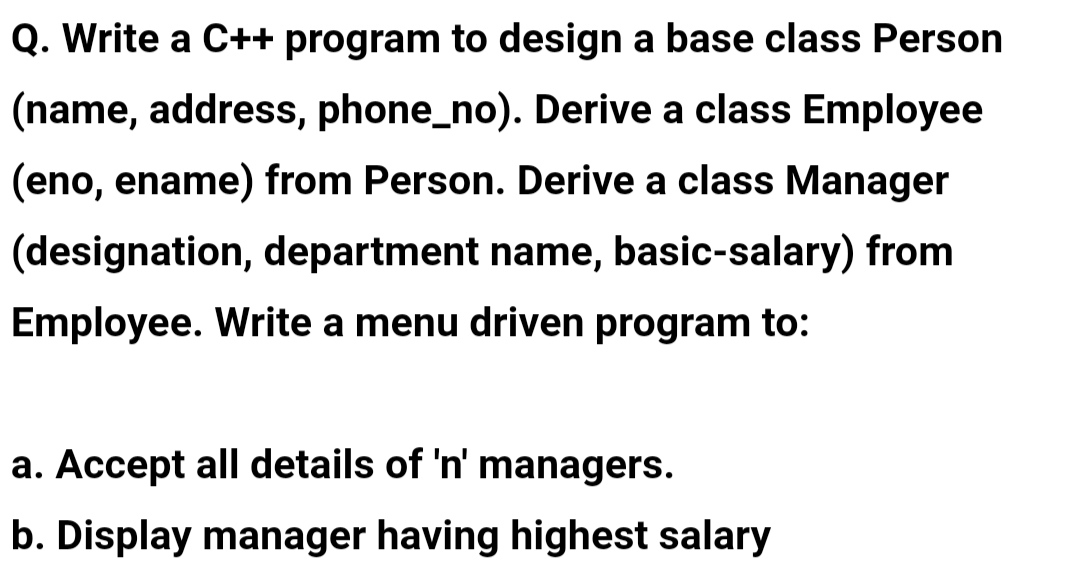 Q. Write a C++ program to design a base class Person
(name, address, phone_no). Derive a class Employee
(eno, ename) from Person. Derive a class Manager
(designation, department name, basic-salary) from
Employee. Write a menu driven program to:
a. Accept all details of 'n' managers.
b. Display manager having highest salary